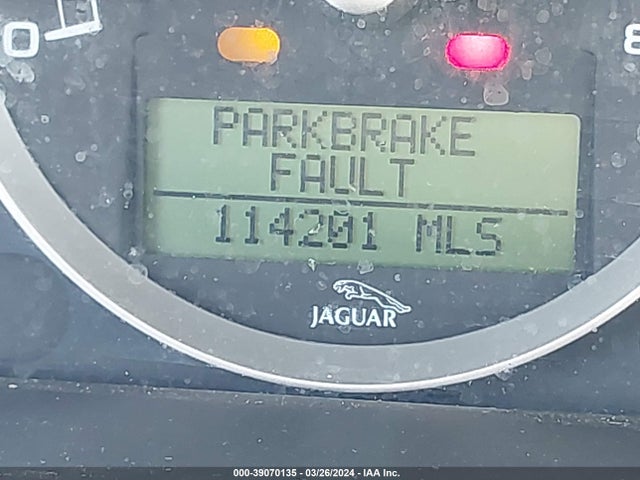 0 8
PARKBRAKE
FAULT
114201 MLS
JAGUAR
000-39070135 - 03/26/2024 - IAA Inc.